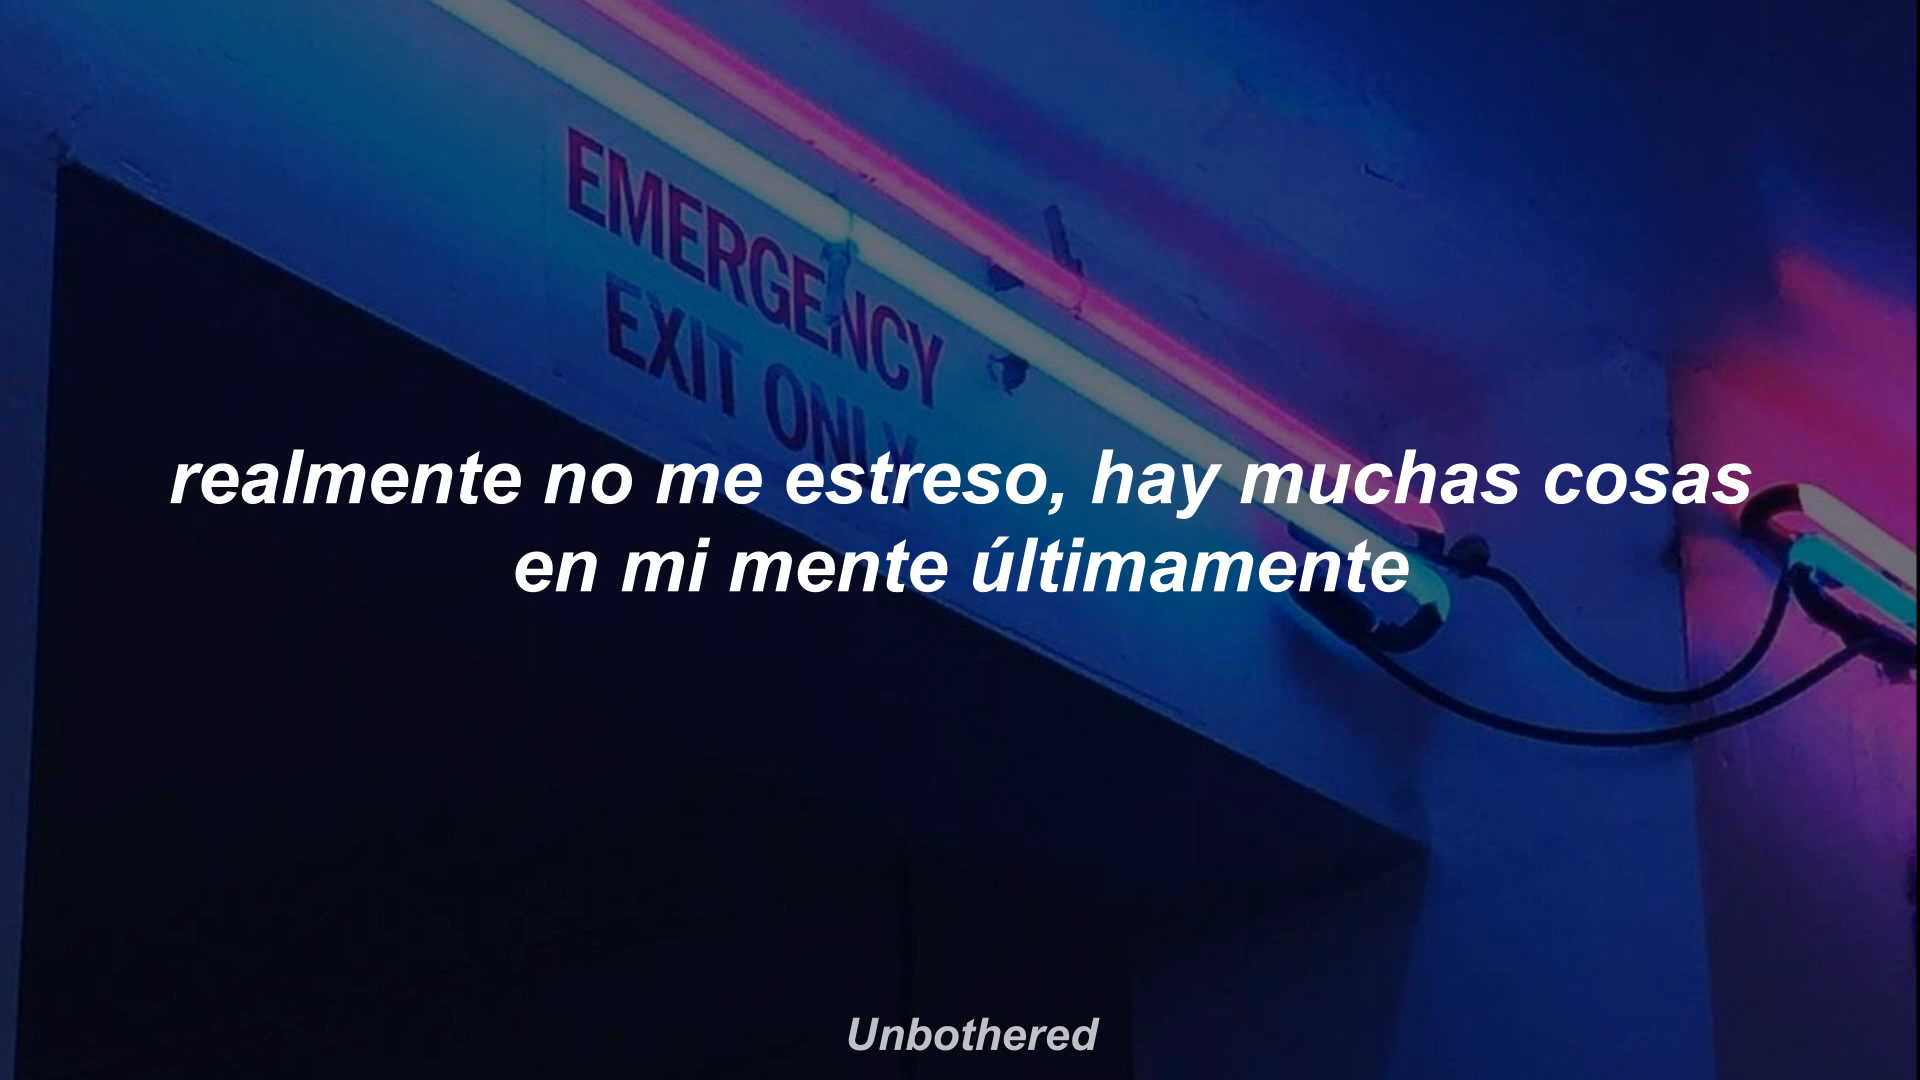 EMERGENCY
EXIT ONLY
realmente no me estreso, hay muchas cosas
en mi mente últimamente
Unbothered